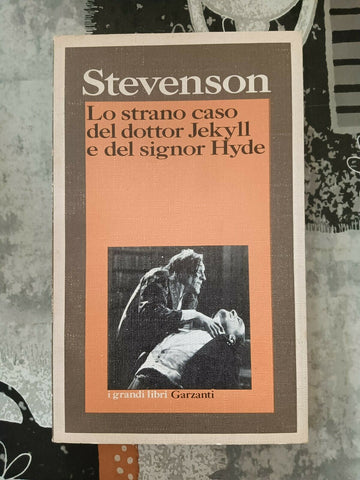 Stevenson
Lo strano caso
del dottor Jekyll
e del signor Hyde
i grandi libri Garzanti